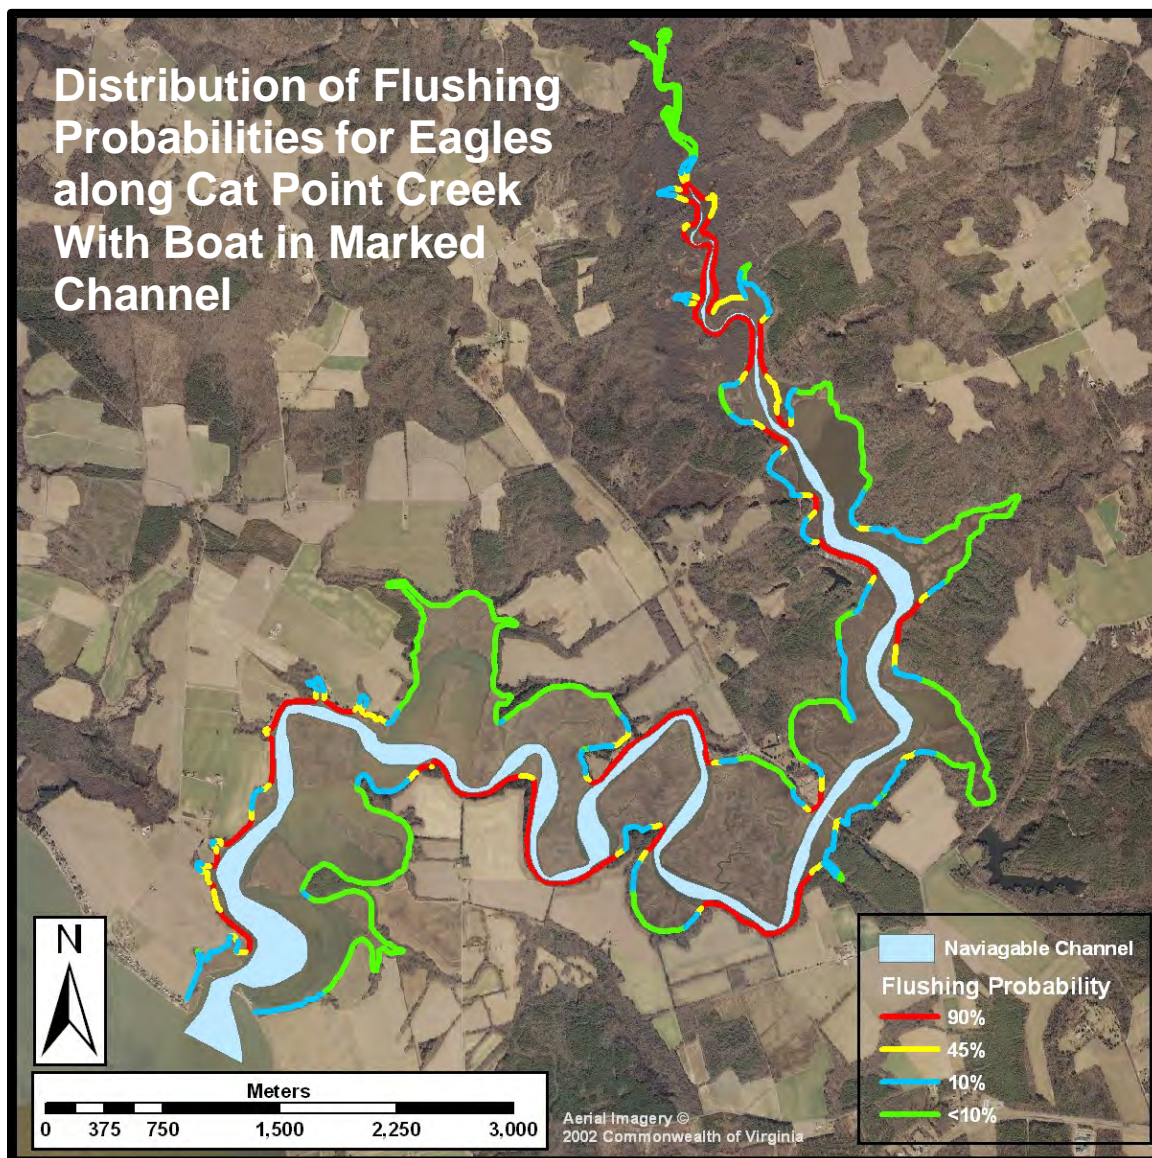 Distribution of Flushing
Probabilities for Eagles
along Cat Point Creek
With Boat in Marked
Channel
N
Meters
0 375 750 1,500 2,250 3,000
Aerial Imagery ©
2002 Commonwealth of Virginia
Naviagable Channel
Flushing Probability
90%
45%
10%
<10%